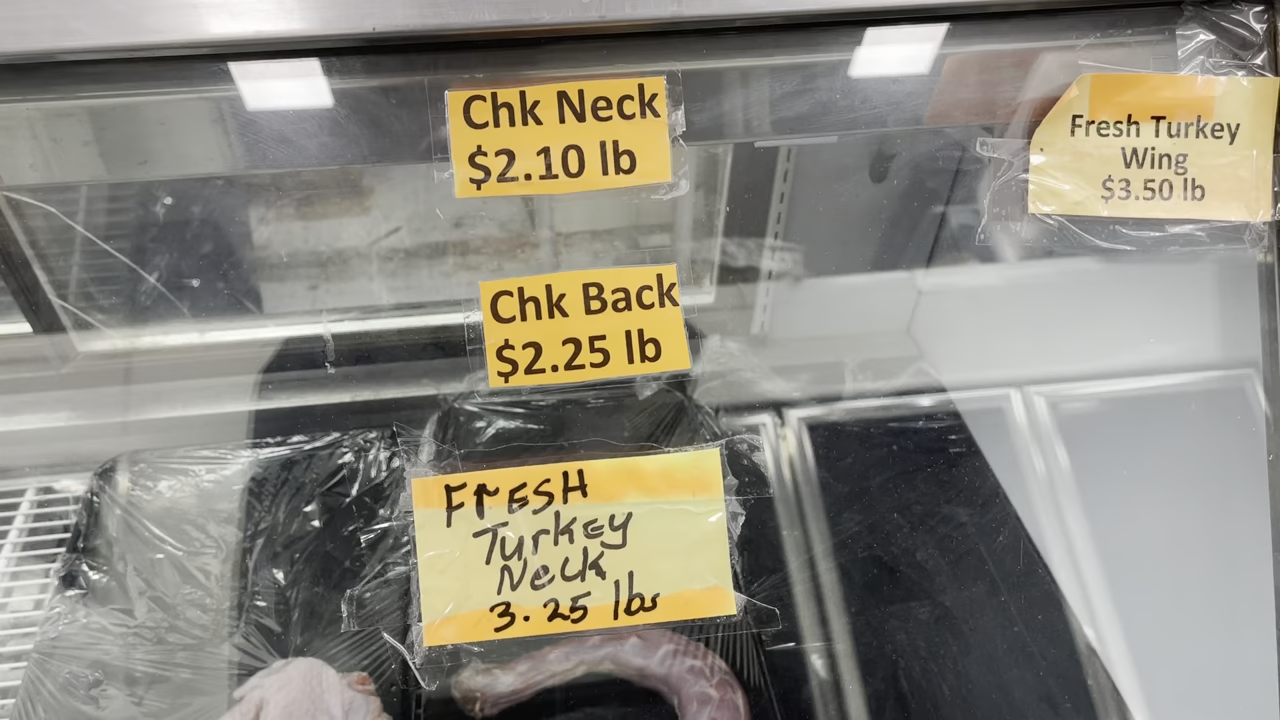 Chk Neck
$2.10 lb
Fresh Turkey
Wing
$3.50 lb
Chk Back
$2.25 lb
FrESH
Turkey
Neck
3.25 lbs